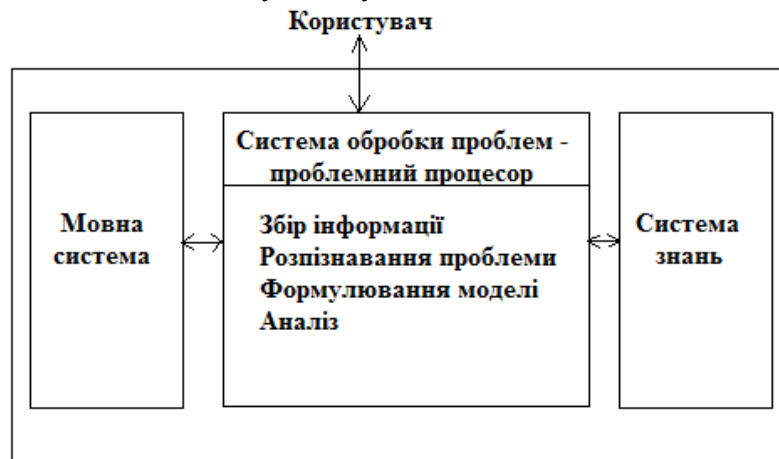 Користувач
Система обробки проблем -
проблемний процесор
Мовна
система
Збір інформації
Розпізнавання проблеми
Формулювання моделі
Аналіз
Система
знань